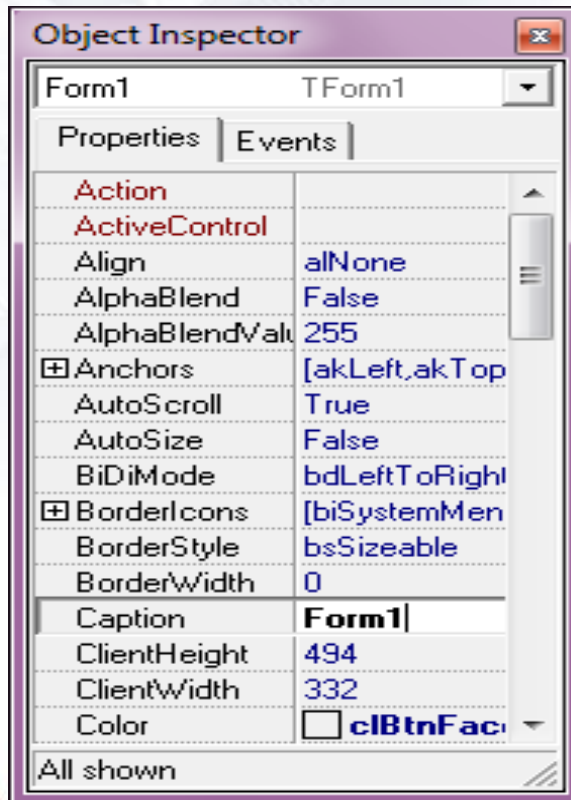 Object Inspector
Form1 TForm1
Properties Events
Action
ActiveControl
Align alNone
AlphaBlend False
AlphaBlendValu 255
Anchors [akLeft,akTop
AutoScroll True
AutoSize False
BiDiMode bdLeftToRight
BorderIcons [biSystemMen
BorderStyle bsSizeable
BorderWidth 0
Caption Form1
ClientHeight 494
ClientWidth 332
Color clBtnFac
All shown